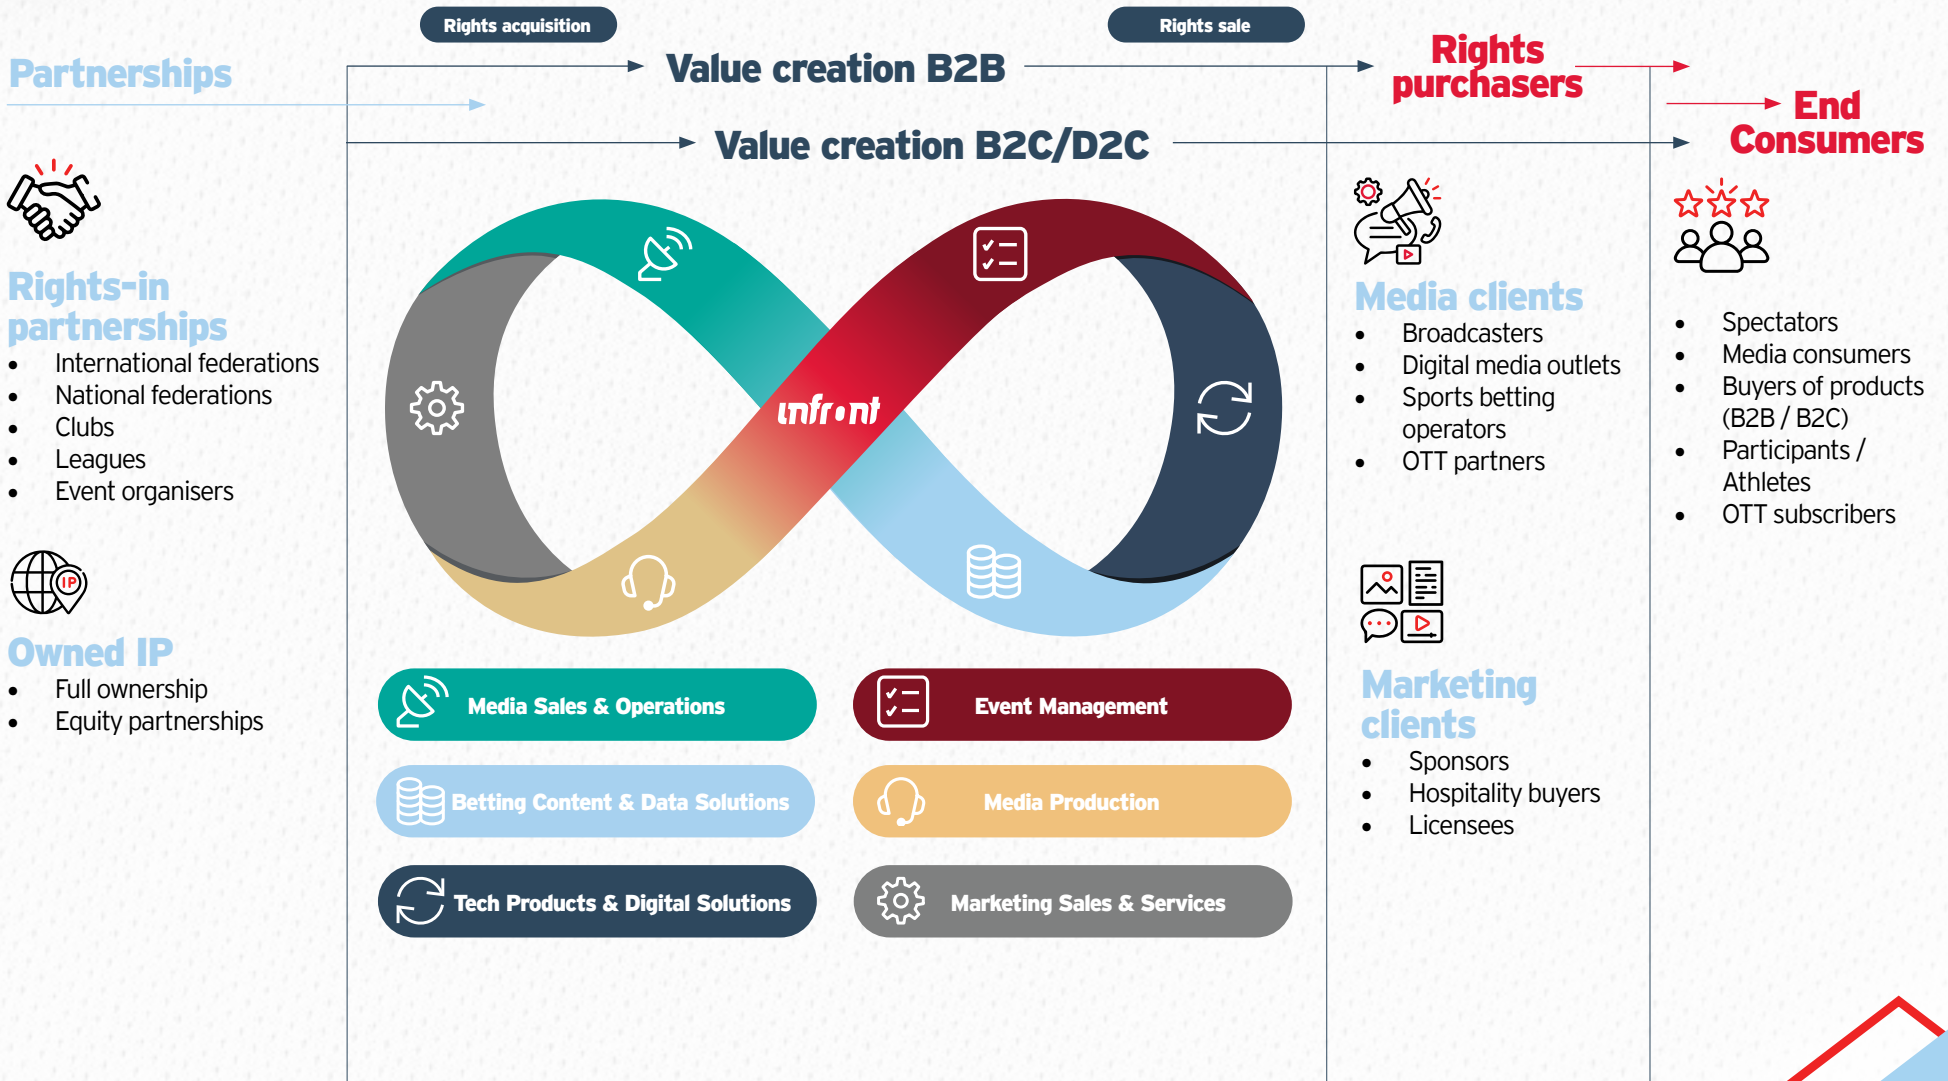 Rights acquisition
Rights sale
Partnerships
Value creation B2B
Rights
purchasers
End
Consumers
Value creation B2C/D2C
Rights-in
partnerships
• International federations
• National federations
• Clubs
• Leagues
• Event organisers
IP
Owned IP
• Full ownership
• Equity partnerships
infront
Media Sales & Operations
Event Management
Betting Content & Data Solutions
Media Production
Tech Products & Digital Solutions
Marketing Sales & Services
Media clients
• Broadcasters
• Digital media outlets
• Sports betting
operators
• OTT partners
Marketing
clients
• Sponsors
• Hospitality buyers
• Licensees
• Spectators
• Media consumers
• Buyers of products
(B2B / B2C)
• Participants /
Athletes
• OTT subscribers